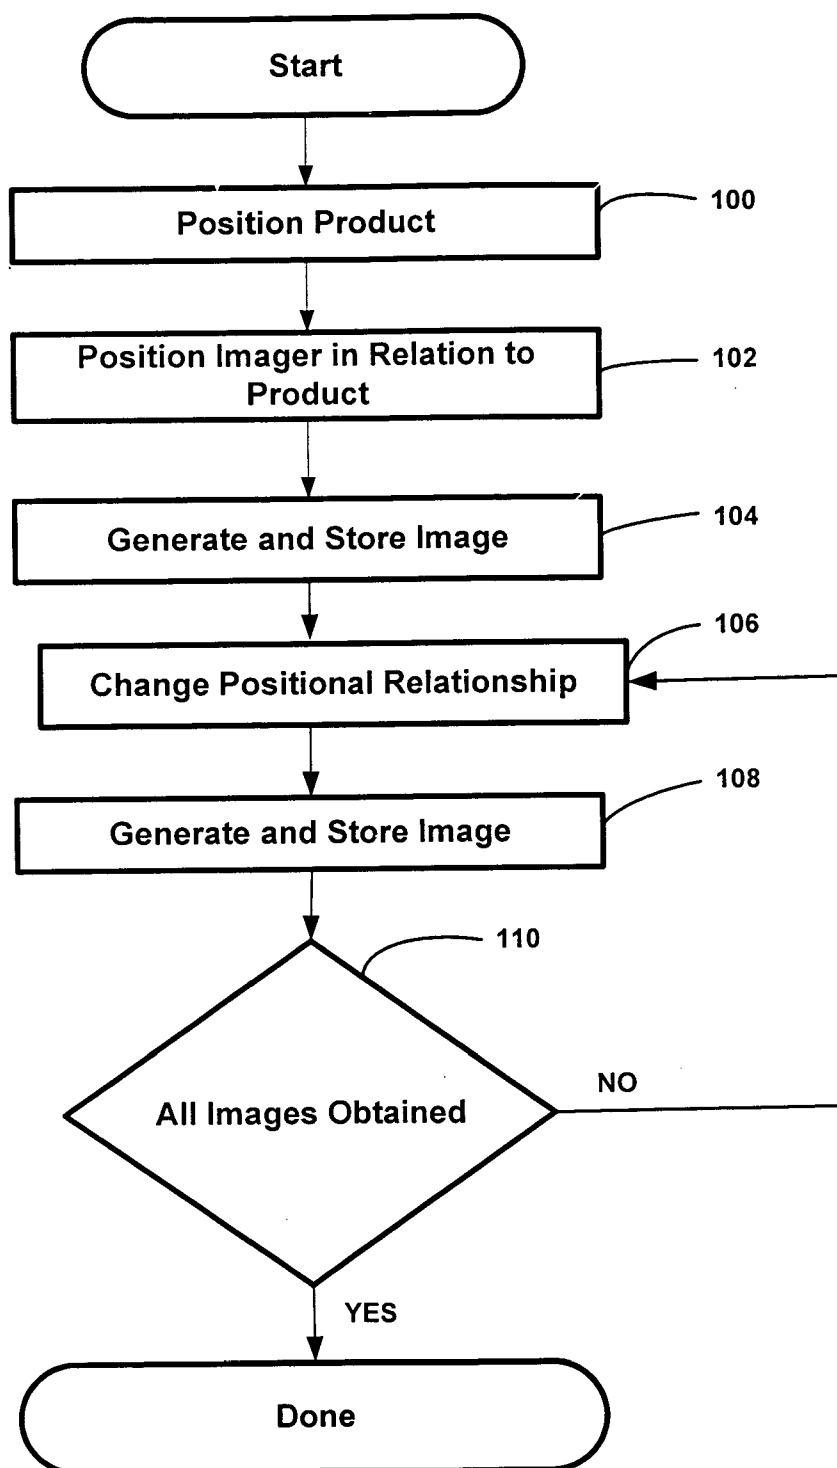 Start
Position Product
100
Position Imager in Relation to
Product
102
Generate and Store Image
104
Change Positional Relationship
106
Generate and Store Image
108
110
All Images Obtained
NO
YES
Done